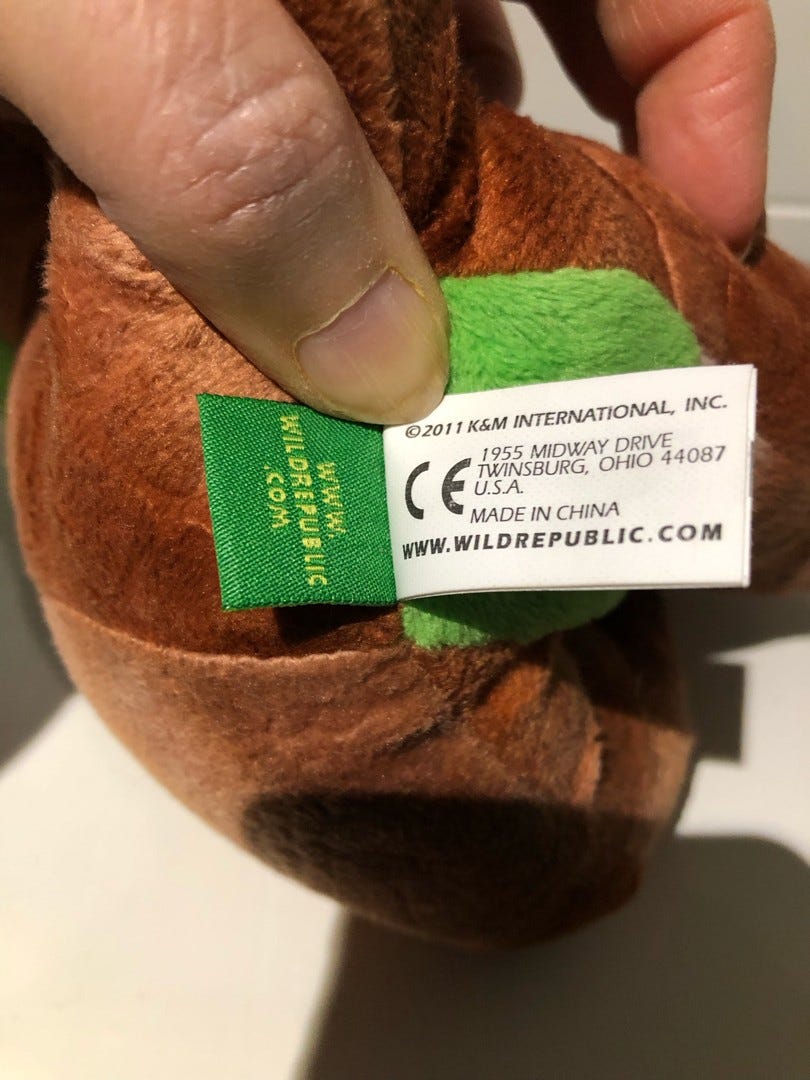 WWW.
WILDREPUBLIC
.COM
©2011 K&M INTERNATIONAL, INC.
CE
1955 MIDWAY DRIVE
TWINSBURG, OHIO 44087
U.S.A.
MADE IN CHINA
WWW.WILDREPUBLIC.COM